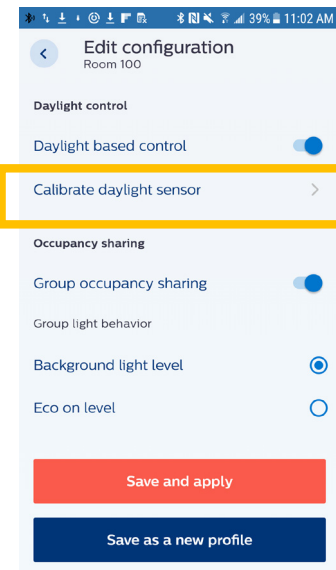 39% 11:02 AM
Edit configuration
Room 100
Daylight control
Daylight based control
Calibrate daylight sensor
Occupancy sharing
Group occupancy sharing
Group light behavior
Background light level
Eco on level
Save and apply
Save as a new profile